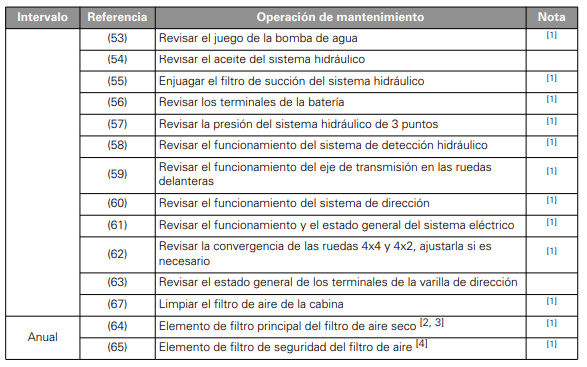 Intervalo Referencia Operación de mantenimiento Nota
(53) Revisar el juego de la bomba de agua [1]
(54) Revisar el aceite del sistema hidráulico
(55) Enjuagar el filtro de succión del sistema hidráulico [1]
(56) Revisar los terminales de la batería [1]
(57) Revisar la presión del sistema hidráulico de 3 puntos [1]
(58) Revisar el funcionamiento del sistema de detección hidráulico [1]
(59) Revisar el funcionamiento del eje de transmisión en las ruedas
delanteras [1]
(60) Revisar el funcionamiento del sistema de dirección [1]
(61) Revisar el funcionamiento y el estado general del sistema eléctrico [1]
(62) Revisar la convergencia de las ruedas 4x4 y 4x2, ajustarla si es
necesario [1]
(63) Revisar el estado general de los terminales de la varilla de dirección
(67) Limpiar el filtro de aire de la cabina [1]
Anual (64) Elemento de filtro principal del filtro de aire seco [2, 3] [1]
(65) Elemento de filtro de seguridad del filtro de aire [4] [1]